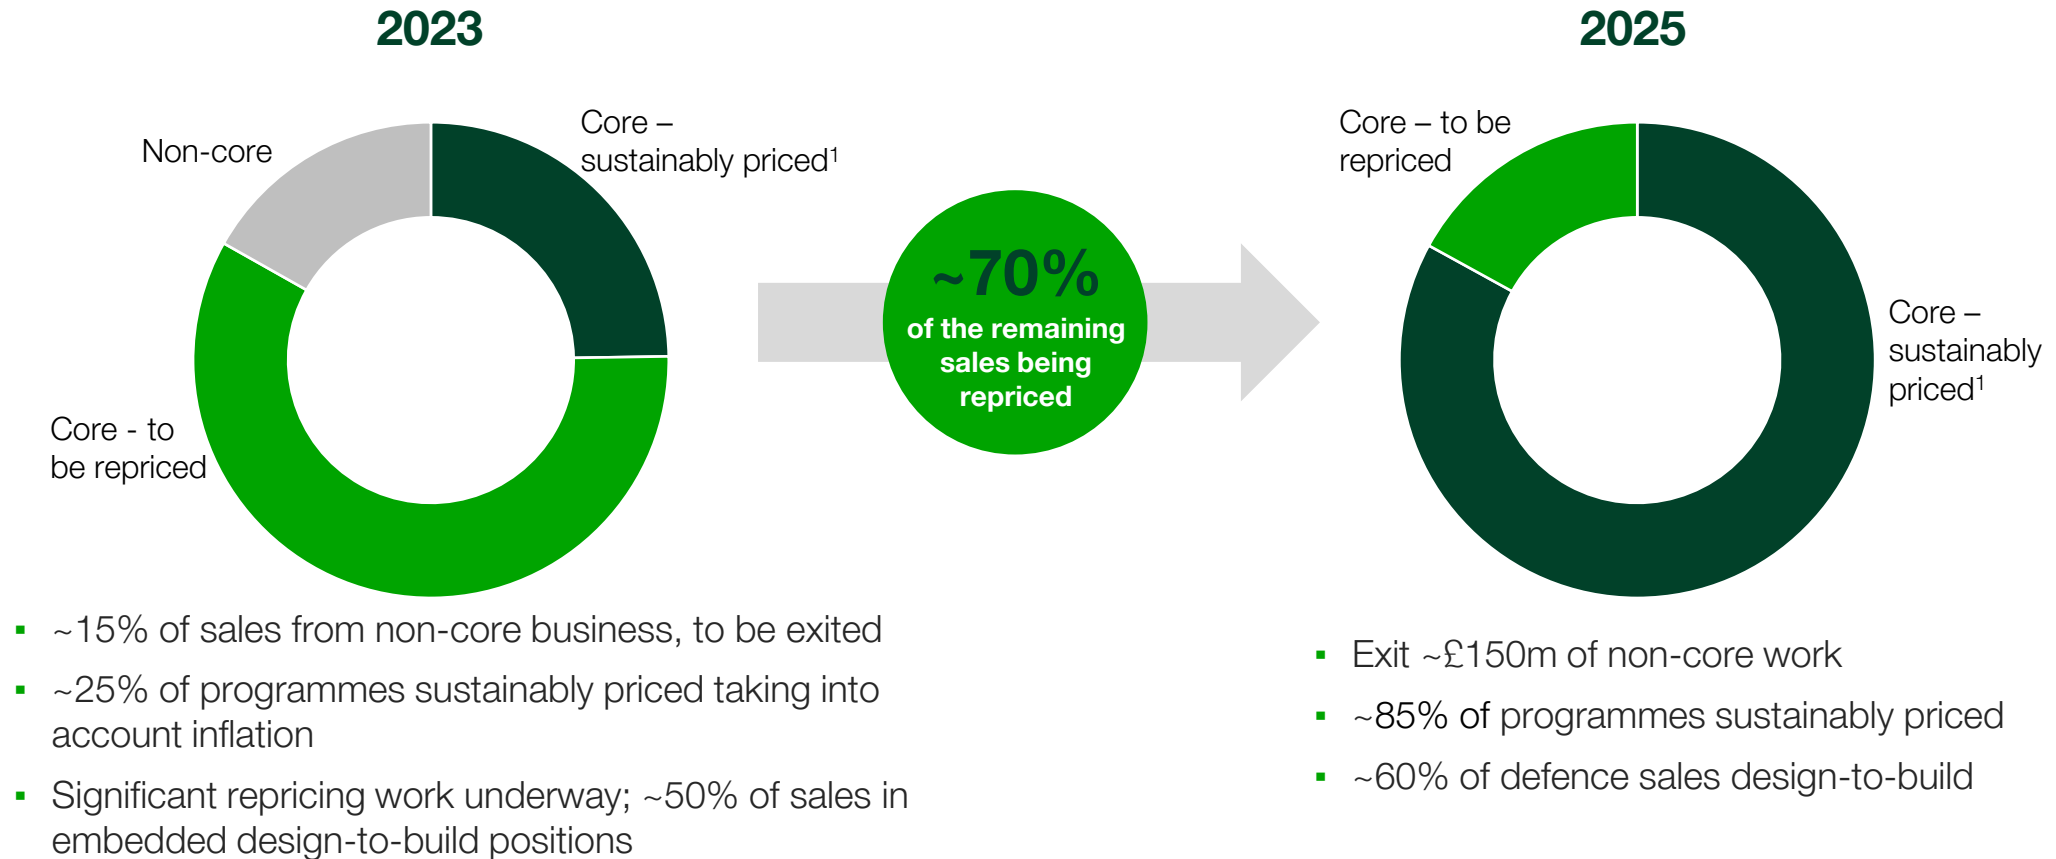 2023
Non-core
Core –
sustainably priced¹
Core - to
be repriced
▪ ~15% of sales from non-core business, to be exited
▪ ~25% of programmes sustainably priced taking into
account inflation
▪ Significant repricing work underway; ~50% of sales in
embedded design-to-build positions
~70%
of the remaining
sales being
repriced
2025
Core – to be
repriced
Core –
sustainably
priced¹
▪ Exit ~£150m of non-core work
▪ ~85% of programmes sustainably priced
▪ ~60% of defence sales design-to-build